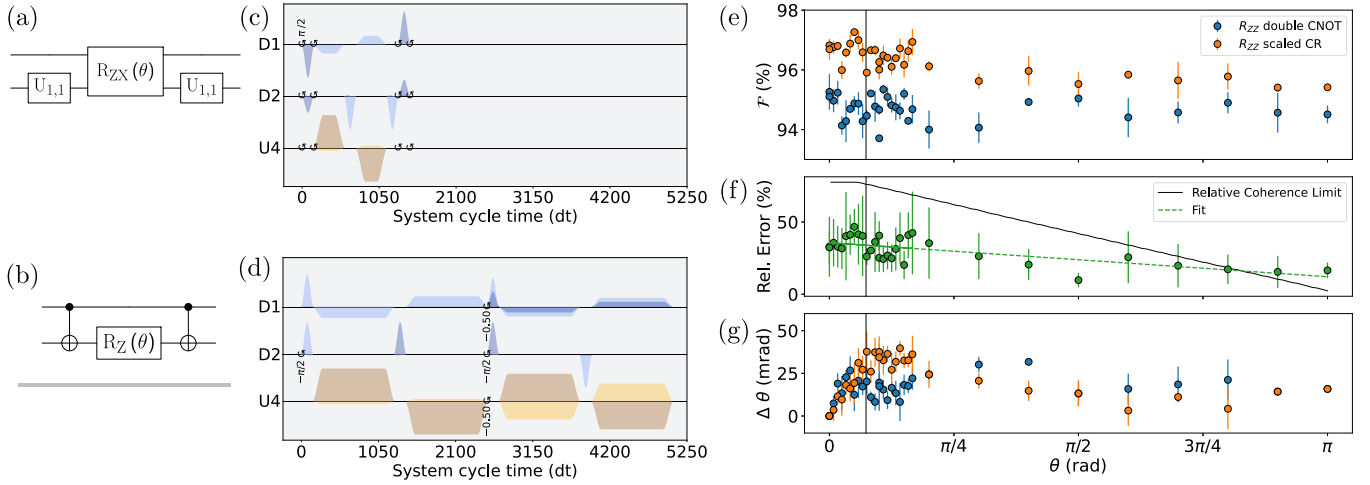 (a)
U1,1
RZX(θ)
U1,1
(b)
RZ(θ)
(c)
π/2
D1
D2
U4
0 1050 2100 3150 4200 5250
System cycle time (dt)
(d)
D1
D2
U4
−π/2
−0.50
−π/2
−0.50
0 1050 2100 3150 4200 5250
System cycle time (dt)
(e)
98
96
94
F (%)
RZZ double CNOT
RZZ scaled CR
(f)
50
0
Rel. Error (%)
Relative Coherence Limit
Fit
(g)
50
25
0
Δ θ (mrad)
0 π/4 π/2 3π/4 π
θ (rad)